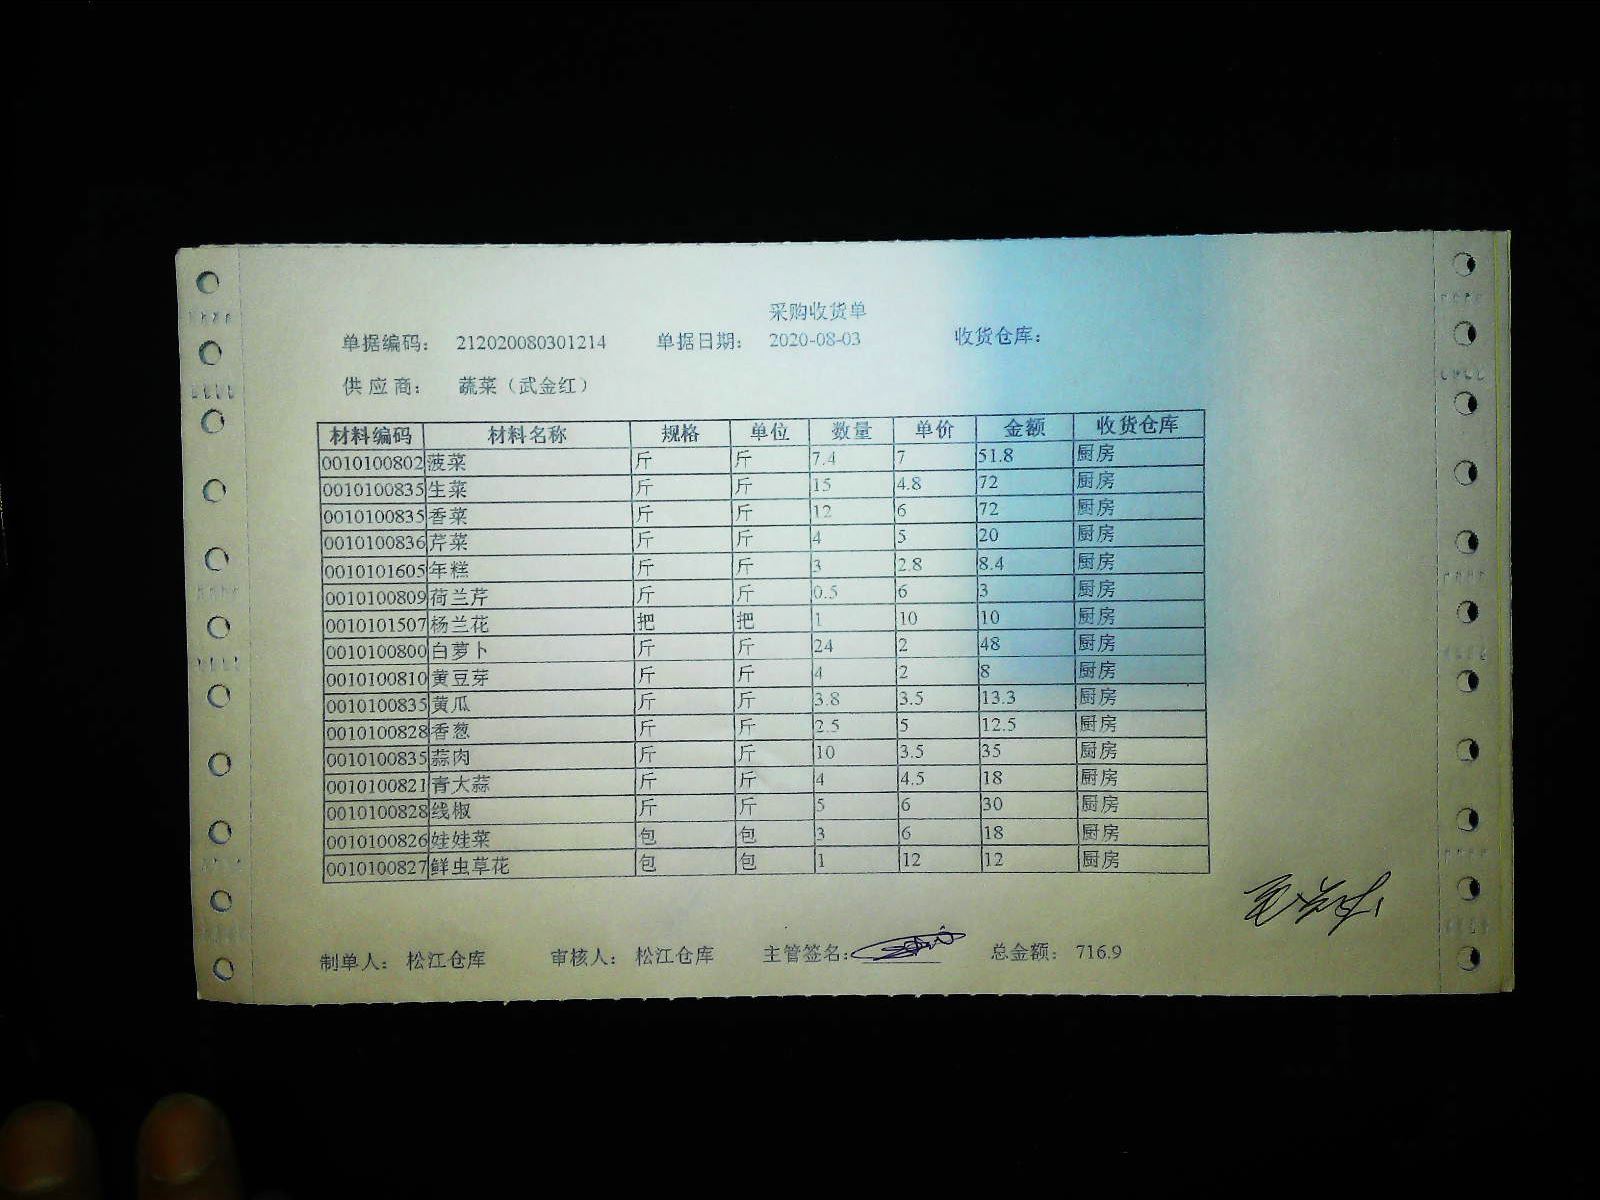 采购收货单
单据编码: 212020080301214 单据日期: 2020-08-03 收货仓库:
供 应 商: 蔬菜（武金红）
材料编码 材料名称 规格 单位 数量 单价 金额 收货仓库
0010100802 菠菜 斤 斤 7.4 7 51.8 厨房
0010100835 生菜 斤 斤 15 4.8 72 厨房
0010100835 香菜 斤 斤 12 6 72 厨房
0010100836 芹菜 斤 斤 4 5 20 厨房
0010101605 年糕 斤 斤 3 2.8 8.4 厨房
0010100809 荷兰芹 斤 斤 0.5 6 3 厨房
0010101507 杨兰花 把 把 1 10 10 厨房
0010100800 白萝卜 斤 斤 24 2 48 厨房
0010100810 黄豆芽 斤 斤 4 2 8 厨房
0010100835 黄瓜 斤 斤 3.8 3.5 13.3 厨房
0010100828 香葱 斤 斤 2.5 5 12.5 厨房
0010100835 蒜肉 斤 斤 10 3.5 35 厨房
0010100821 青大蒜 斤 斤 4 4.5 18 厨房
0010100828 线椒 斤 斤 5 6 30 厨房
0010100826 娃娃菜 包 包 3 6 18 厨房
0010100827 鲜虫草花 包 包 1 12 12 厨房
制单人: 松江仓库 审核人: 松江仓库 主管签名: 总金额: 716.9